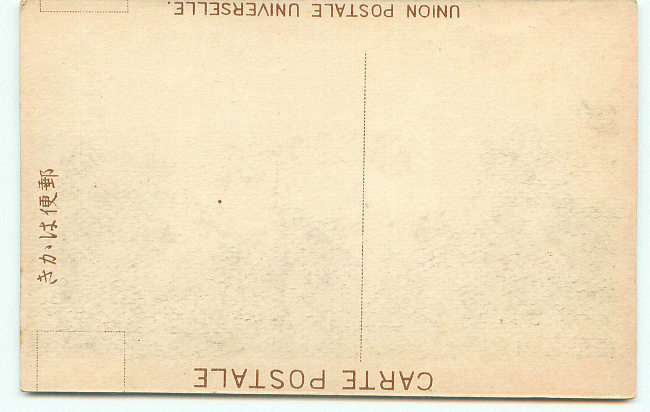 CARTE POSTALE
郵便はかき
UNION POSTALE UNIVERSELLE.